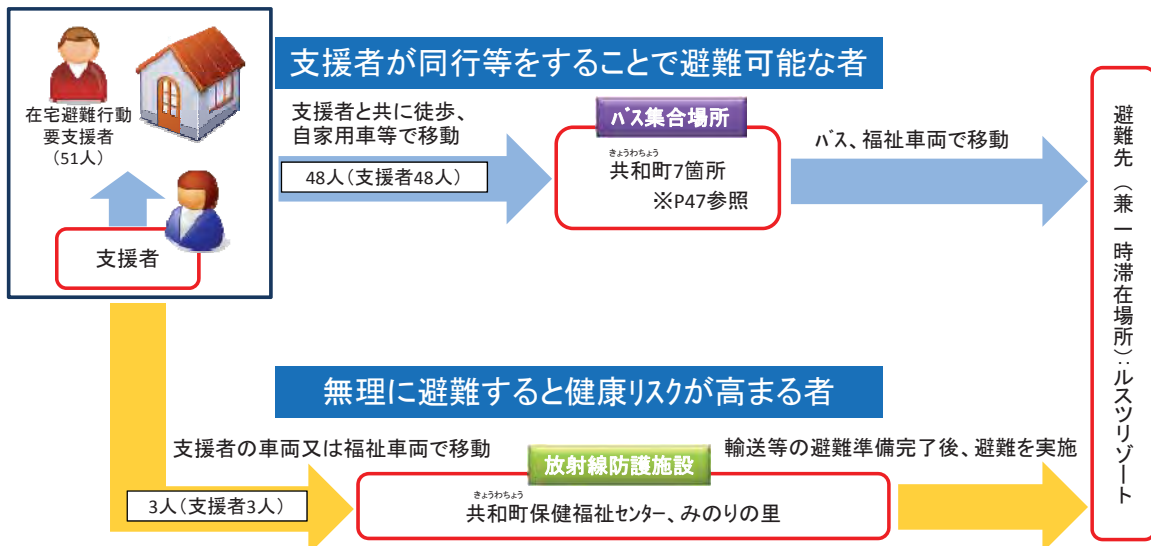 在宅避難行動
要支援者
(51人)
支援者
支援者が同行等をすることで避難可能な者
支援者と共に徒歩、
自家用車等で移動
48人(支援者48人)
バス集合場所
きょうわちょう
共和町7箇所
※P47参照
バス、福祉車両で移動
無理に避難すると健康リスクが高まる者
支援者の車両又は福祉車両で移動
3人(支援者3人)
放射線防護施設
きょうわちょう
共和町保健福祉センター、みのりの里
輸送等の避難準備完了後、避難を実施
避難先(兼 一時滞在場所):ルスツリゾート